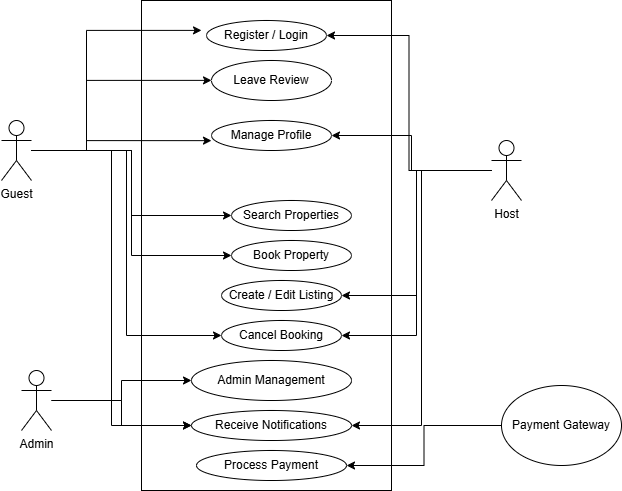 Register / Login
Leave Review
Manage Profile
Guest
Host
Search Properties
Book Property
Create / Edit Listing
Cancel Booking
Admin Management
Admin
Receive Notifications
Payment Gateway
Process Payment